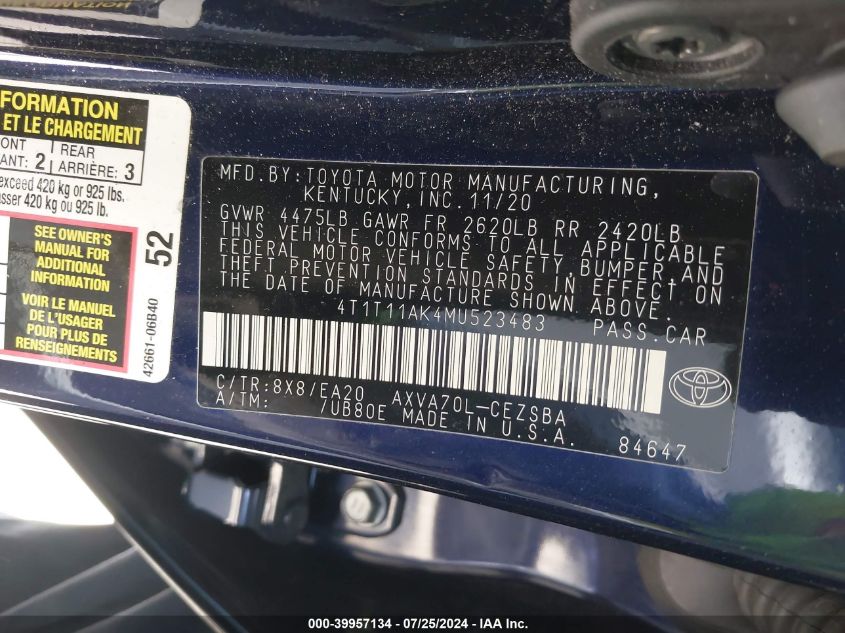 FORMATION
ET LE CHARGEMENT
ONT REAR
ANT: 2 ARRIÈRE: 3
exceed 420 kg or 925 lbs.
sser 420 kg ou 925 lb.
SEE OWNER'S
MANUAL FOR
ADDITIONAL
INFORMATION
VOIR LE MANUEL
DE L'USAGER
POUR PLUS DE
RENSEIGNEMENTS
52
42661-06B40
MFD.BY:TOYOTA MOTOR MANUFACTURING,
KENTUCKY,INC.11/20
GVWR 4475LB GAWR FR 2620LB RR 2420LB
THIS VEHICLE CONFORMS TO ALL APPLICABLE
FEDERAL MOTOR VEHICLE SAFETY,BUMPER,AND
THEFT PREVENTION STANDARDS IN EFFECT ON
THE DATE OF MANUFACTURE SHOWN ABOVE.
4T1T11AK4MU523483 PASS.CAR
C/TR:8X8/EA20 AXVA70L-CEZSBA
A/TM: /UB80E MADE IN U.S.A.
84647
TOYOTA
000-39957134 - 07/25/2024 - IAA Inc.